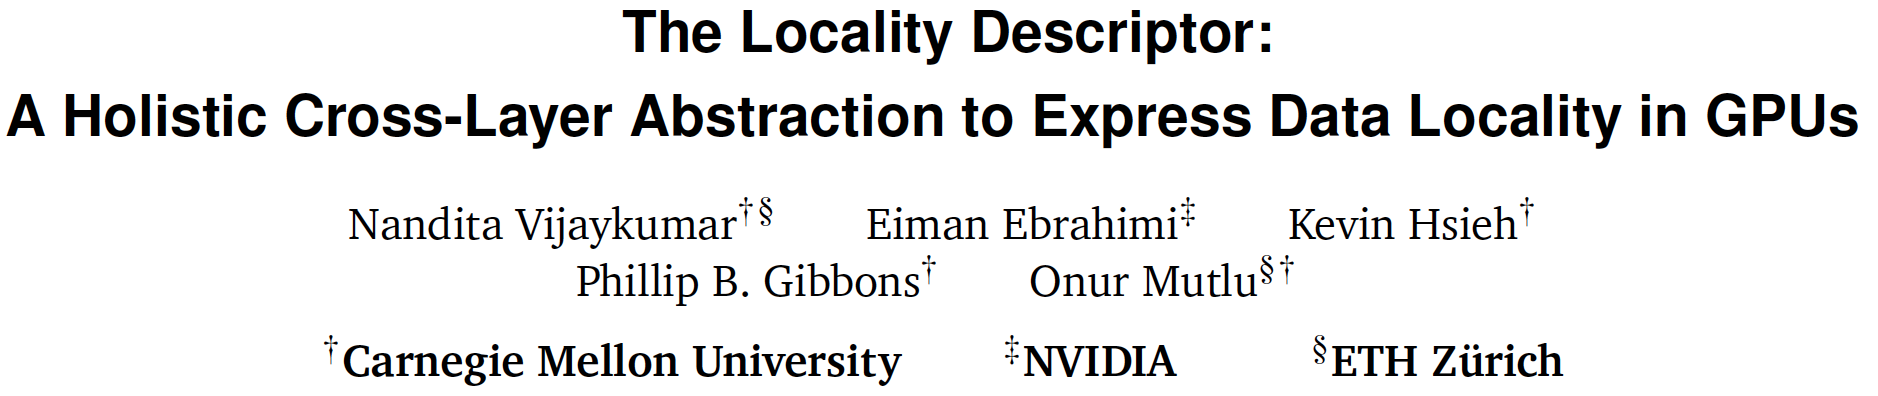 The Locality Descriptor:
A Holistic Cross-Layer Abstraction to Express Data Locality in GPUs
Nandita Vijaykumar†§ Eiman Ebrahimi‡ Kevin Hsieh†
Phillip B. Gibbons† Onur Mutlu§†
†Carnegie Mellon University ‡NVIDIA §ETH Zürich